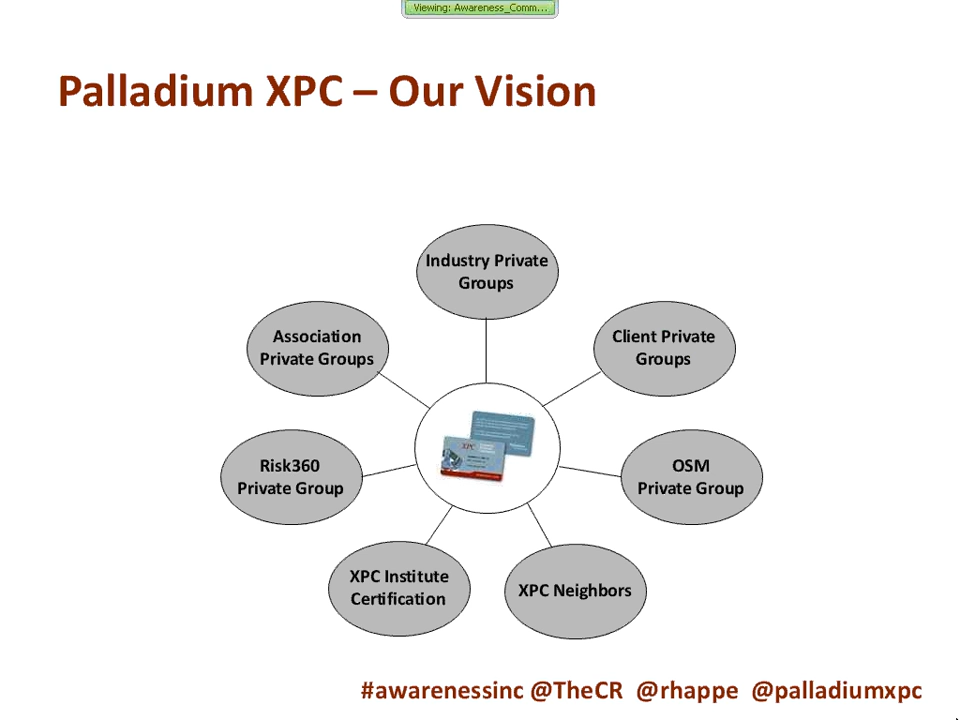 Viewing: Awareness_Comm...
Palladium XPC – Our Vision
Industry Private
Groups
Association
Private Groups
Client Private
Groups
XPC
Risk360
Private Group
OSM
Private Group
XPC Institute
Certification
XPC Neighbors
#awarenessinc @TheCR @rhappe @palladiumxpc